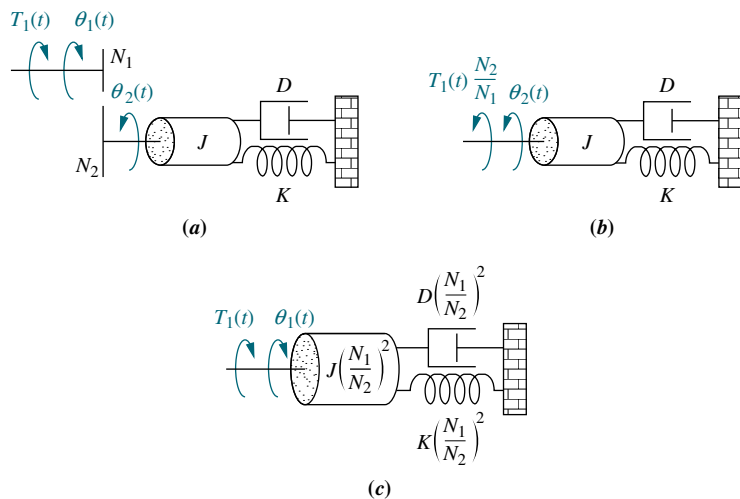 T₁(t) θ₁(t)
N₁
θ₂(t)
N₂
J
D
K
(a)
T₁(t) N₂/N₁ θ₂(t)
J
D
K
(b)
T₁(t) θ₁(t)
J(N₁/N₂)²
D(N₁/N₂)²
K(N₁/N₂)²
(c)